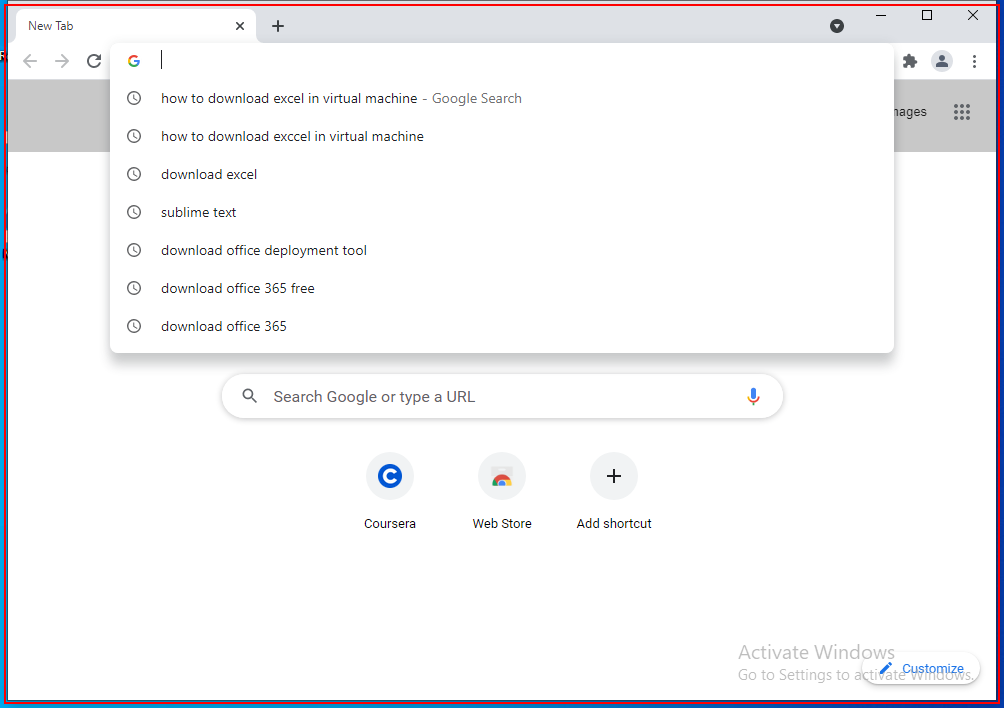 New Tab
how to download excel in virtual machine - Google Search
how to download exccel in virtual machine
download excel
sublime text
download office deployment tool
download office 365 free
download office 365
Search Google or type a URL
Coursera
Web Store
Add shortcut
Activate Windows
Go to Settings to activate Windows.
Customize